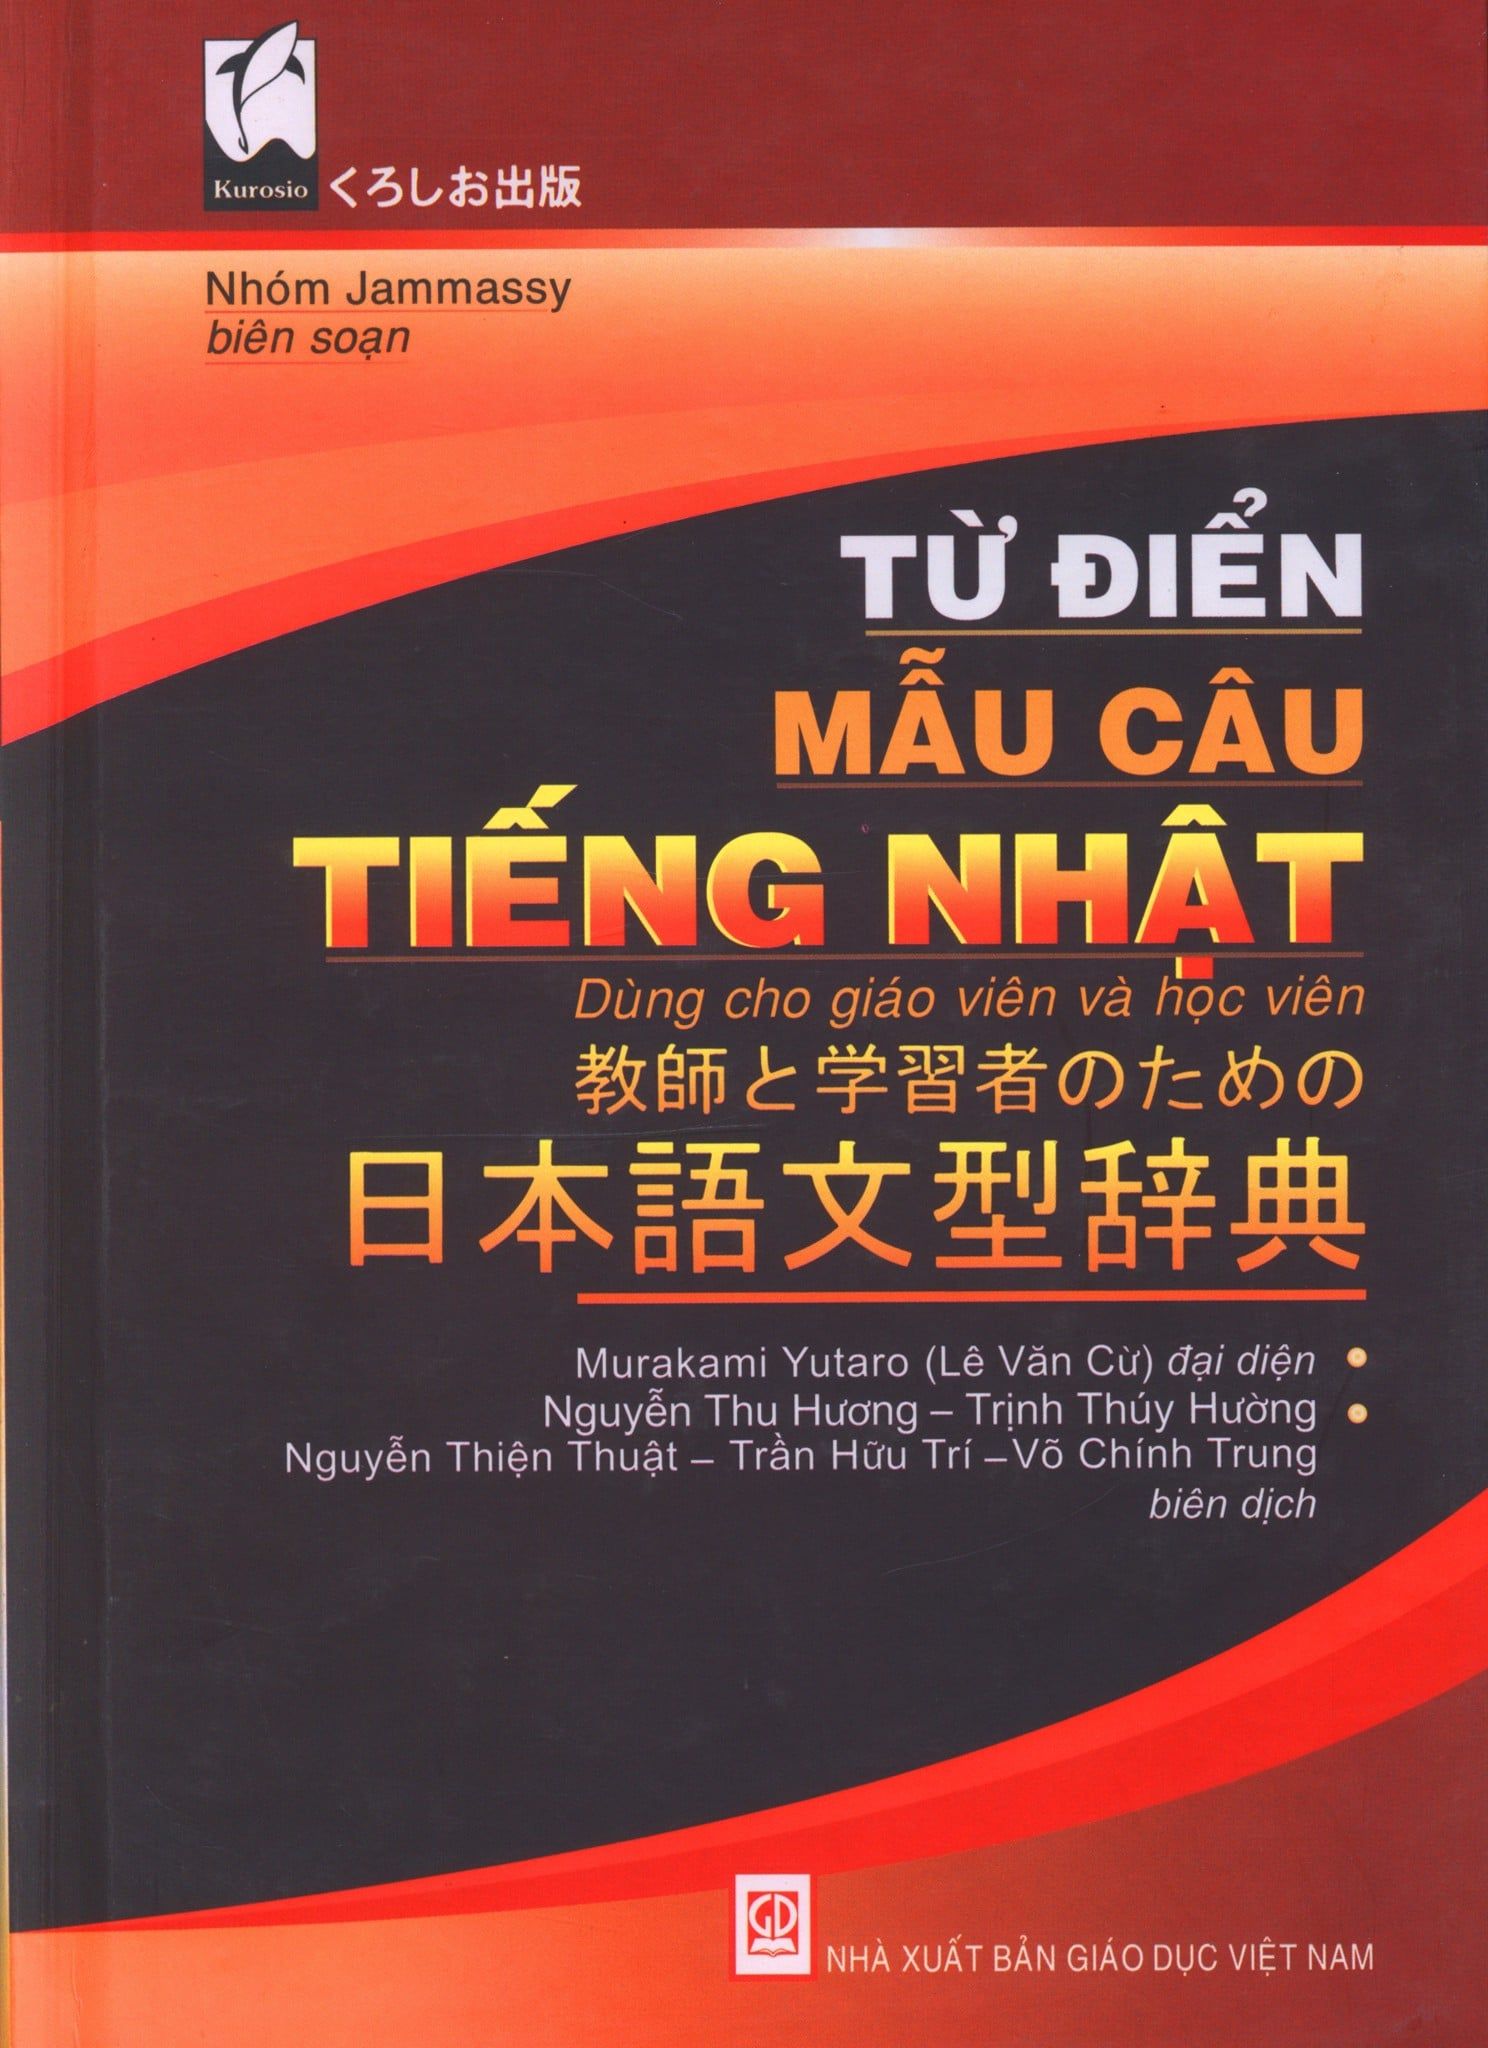 Kurosio くろしお出版
Nhóm Jammassy
biên soạn
TỪ ĐIỂN
MẪU CÂU
TIẾNG NHẬT
Dùng cho giáo viên và học viên
教師と学習者のための
日本語文型辞典
Murakami Yutaro (Lê Văn Cừ) đại diện
Nguyễn Thu Hương – Trịnh Thúy Hường
Nguyễn Thiện Thuật – Trần Hữu Trí –Võ Chính Trung
biên dịch
GD NHÀ XUẤT BẢN GIÁO DỤC VIỆT NAM